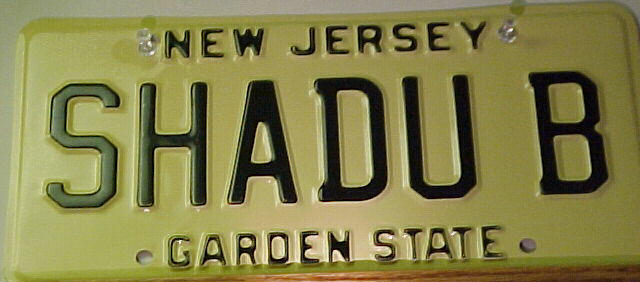 NEW JERSEY
SHADU B
GARDEN STATE